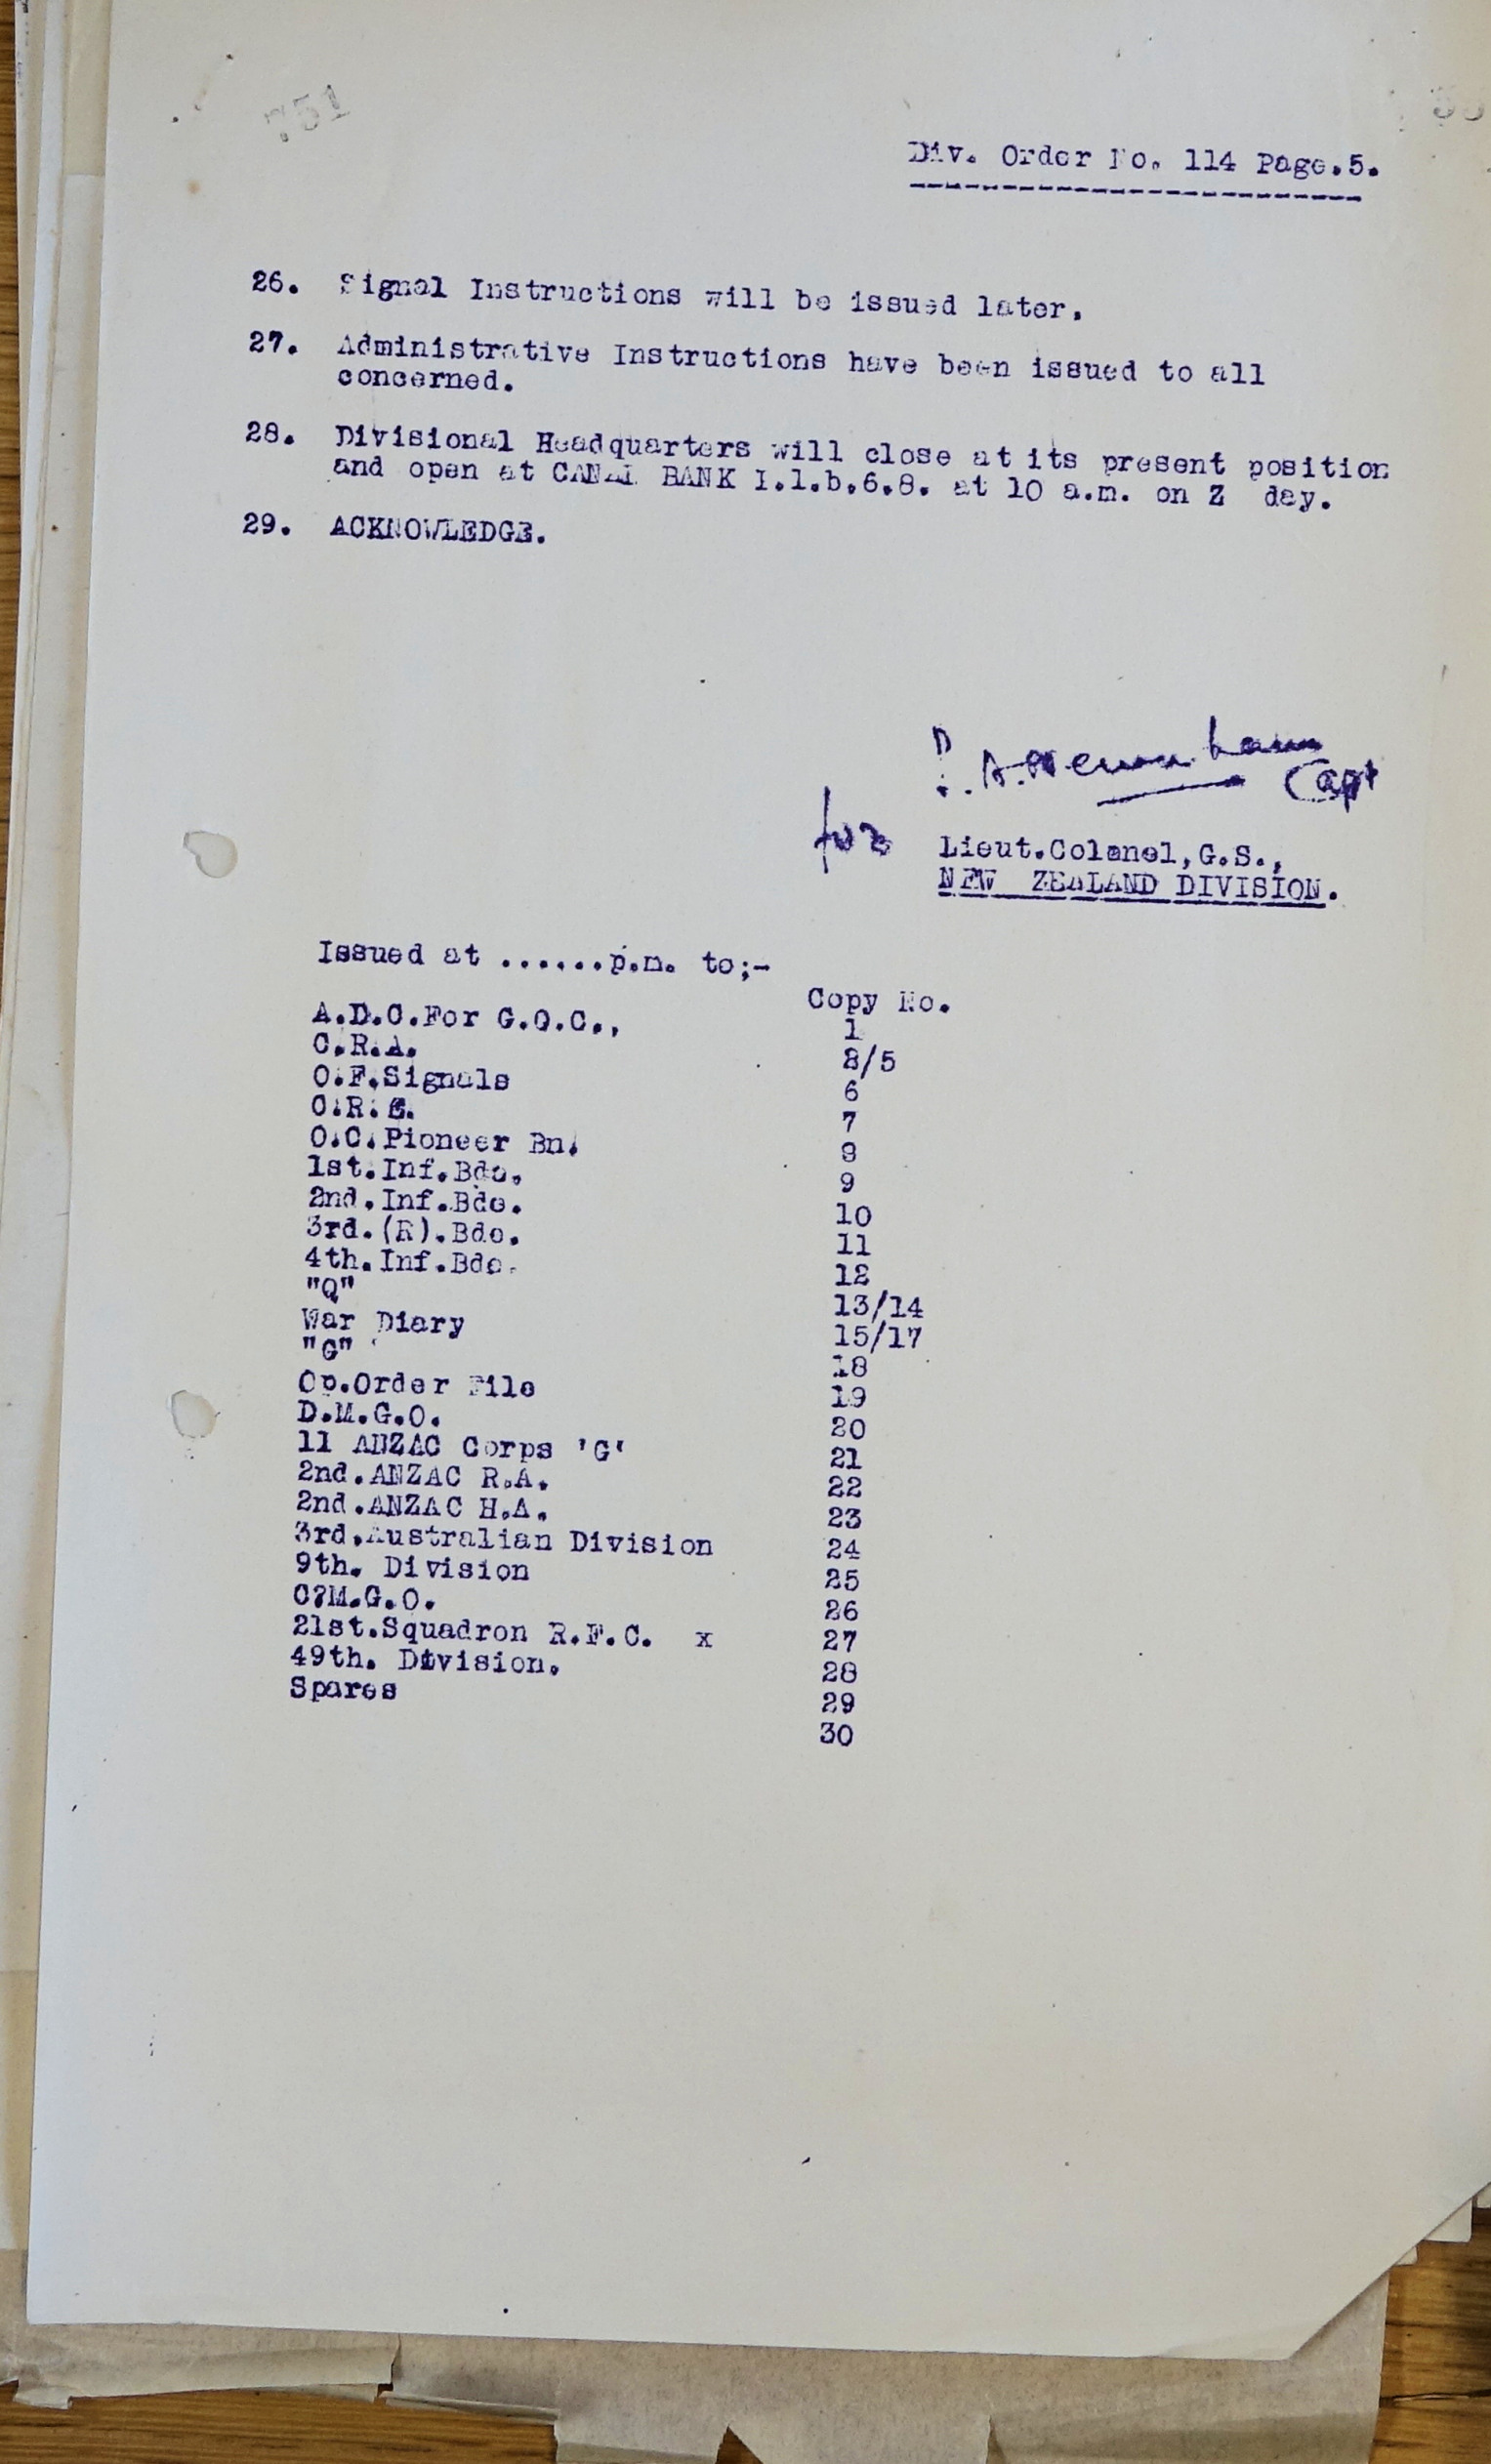 751
Div. Order No. 114 Page.5.
26. Signal Instructions will be issued later.
27. Administrative Instructions have been issued to all
concerned.
28. Divisional Headquarters will close at its present position
and open at CANAL BANK I.1.b.6.8. at 10 a.m. on Z day.
29. ACKNOWLEDGE.
Capt
for
Lieut.Colonel,G.S.,
NEW ZEALAND DIVISION.
Issued at ......p.m. to;-
Copy No.
A.D.C.For G.O.C., 1
C.R.A. 2/5
O.F.Signals 6
C.R.E. 7
O.C.Pioneer Bn. 8
1st.Inf.Bde. 9
2nd.Inf.Bde. 10
3rd.(R).Bde. 11
4th.Inf.Bde. 12
"Q" 13/14
War Diary 15/17
"G" 18
Op.Order File 19
D.M.G.O. 20
11 ANZAC Corps 'G' 21
2nd.ANZAC R.A. 22
2nd.ANZAC H.A. 23
3rd.Australian Division 24
9th. Division 25
C?M.G.O. 26
21st.Squadron R.F.C. x 27
49th. Division. 28
Spares 29
30